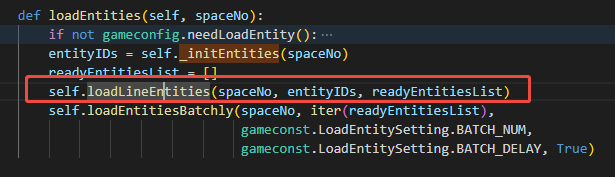 def loadEntities(self, spaceNo):
    if not gameconfig.needLoadEntity():···
    entityIDs = self._initEntities(spaceNo)
    readyEntitiesList = []
    self.loadLineEntities(spaceNo, entityIDs, readyEntitiesList)
    self.loadEntitiesBatchly(spaceNo, iter(readyEntitiesList),
                             gameconst.LoadEntitySetting.BATCH_NUM,
                             gameconst.LoadEntitySetting.BATCH_DELAY, True)